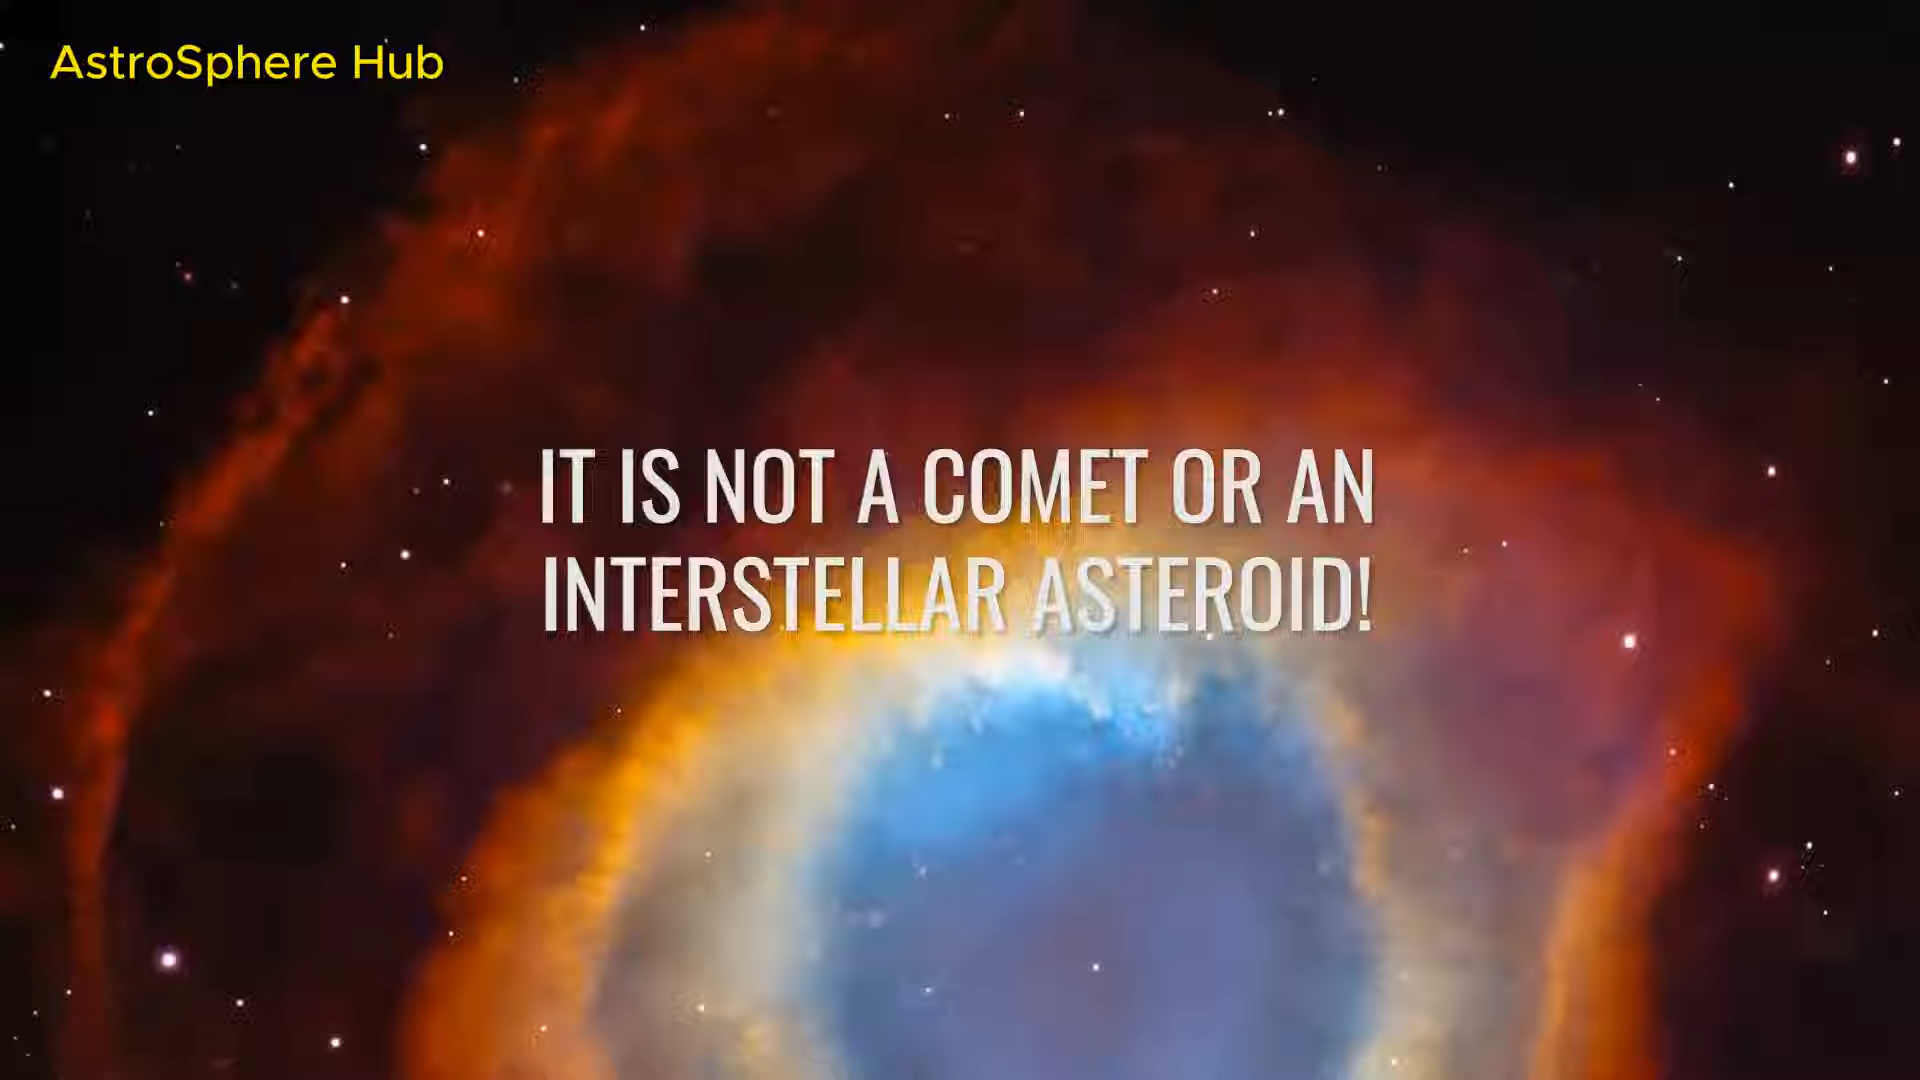 AstroSphere Hub
IT IS NOT A COMET OR AN
INTERSTELLAR ASTEROID!